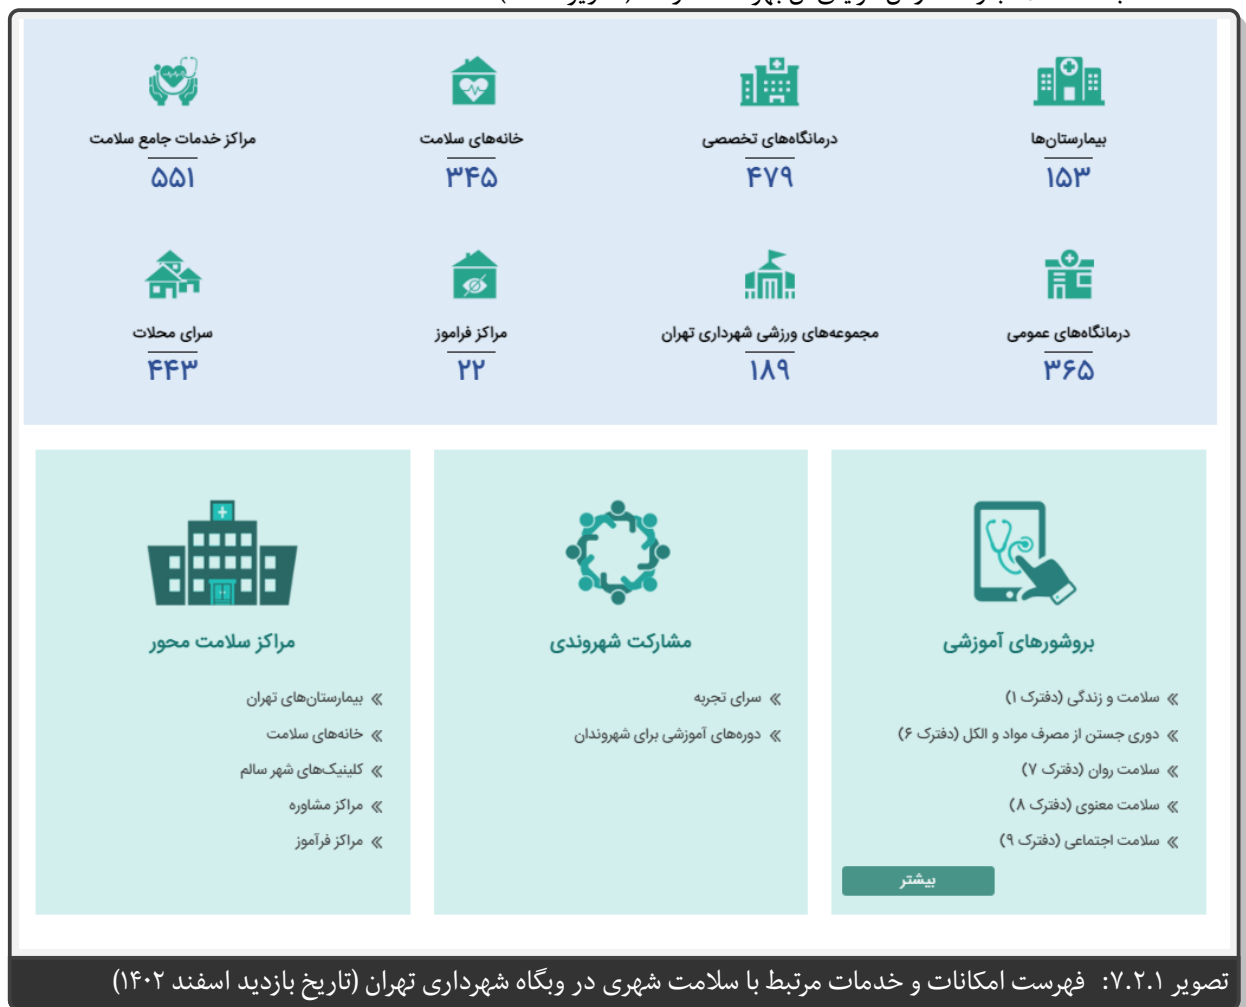 بیمارستان‌ها
۱۵۳
درمانگاه‌های تخصصی
۴۷۹
خانه‌های سلامت
۳۴۵
مراکز خدمات جامع سلامت
۵۵۱
درمانگاه‌های عمومی
۳۶۵
مجموعه‌های ورزشی شهرداری تهران
۱۸۹
مراکز فراموز
۲۲
سرای محلات
۴۴۳
بروشورهای آموزشی
» سلامت و زندگی (دفترک ۱)
» دوری جستن از مصرف مواد و الکل (دفترک ۶)
» سلامت روان (دفترک ۷)
» سلامت معنوی (دفترک ۸)
» سلامت اجتماعی (دفترک ۹)
بیشتر
مشارکت شهروندی
» سرای تجربه
» دوره‌های آموزشی برای شهروندان
مراکز سلامت محور
» بیمارستان‌های تهران
» خانه‌های سلامت
» کلینیک‌های شهر سالم
» مراکز مشاوره
» مراکز فرآموز
تصویر ۷.۲.۱: فهرست امکانات و خدمات مرتبط با سلامت شهری در وبگاه شهرداری تهران (تاریخ بازدید اسفند ۱۴۰۲)